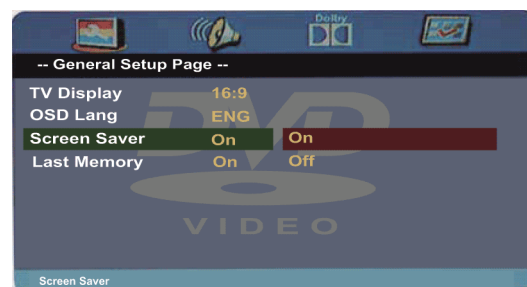 Dolby
-- General Setup Page --
TV Display 16:9
OSD Lang ENG
Screen Saver On On
Last Memory On Off
DVD
VIDEO
Screen Saver